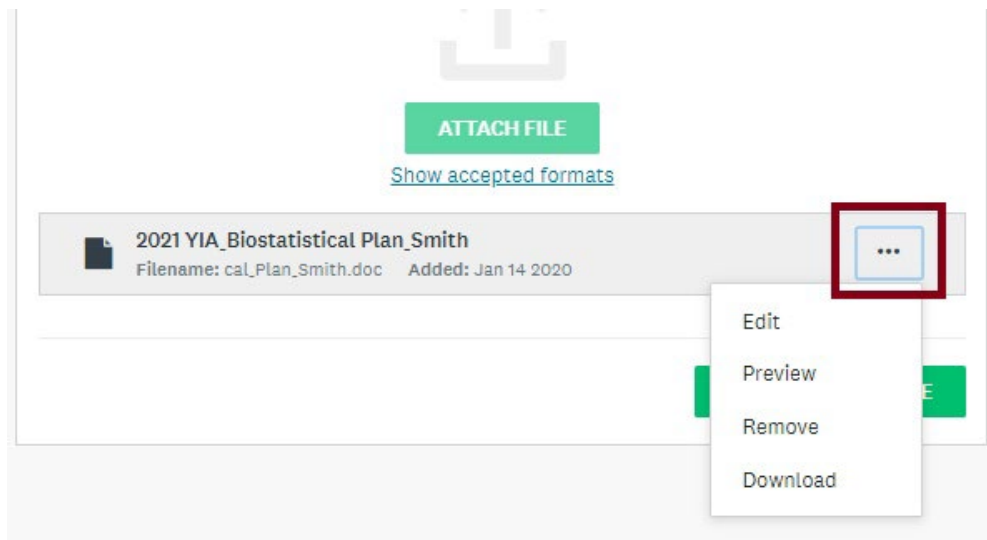 ATTACH FILE
Show accepted formats
2021 YIA_Biostatistical Plan_Smith
Filename: cal_Plan_Smith.doc Added: Jan 14 2020
•••
Edit
Preview
E
Remove
Download